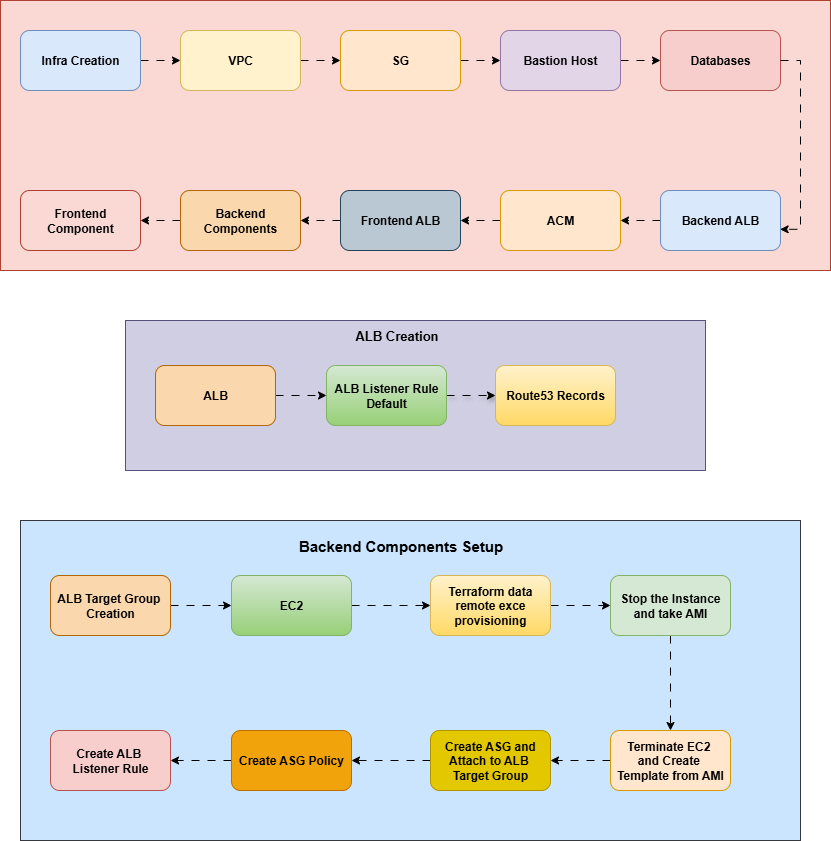 Infra Creation
VPC
SG
Bastion Host
Databases
Frontend
Component
Backend
Components
Frontend ALB
ACM
Backend ALB
ALB Creation
ALB
ALB Listener Rule
Default
Route53 Records
Backend Components Setup
ALB Target Group
Creation
EC2
Terraform data
remote exce
provisioning
Stop the Instance
and take AMI
Create ALB
Listener Rule
Create ASG Policy
Create ASG and
Attach to ALB
Target Group
Terminate EC2
and Create
Template from AMI